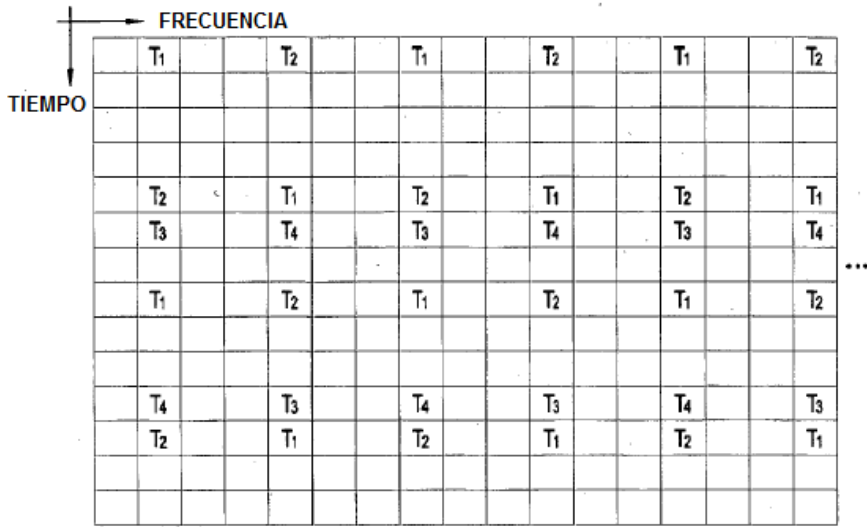 FRECUENCIA
T1 T2 T1 T2 T1 T2
TIEMPO
T2 T1 T2 T1 T2 T1
T3 T4 T3 T4 T3 T4
...
T1 T2 T1 T2 T1 T2
T4 T3 T4 T3 T4 T3
T2 T1 T2 T1 T2 T1